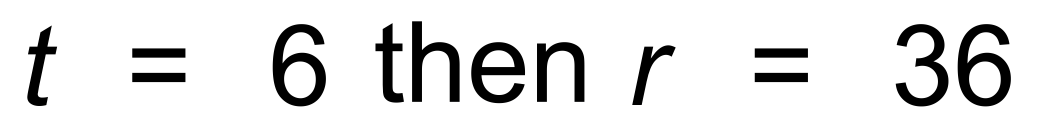 t = 6 then r = 36